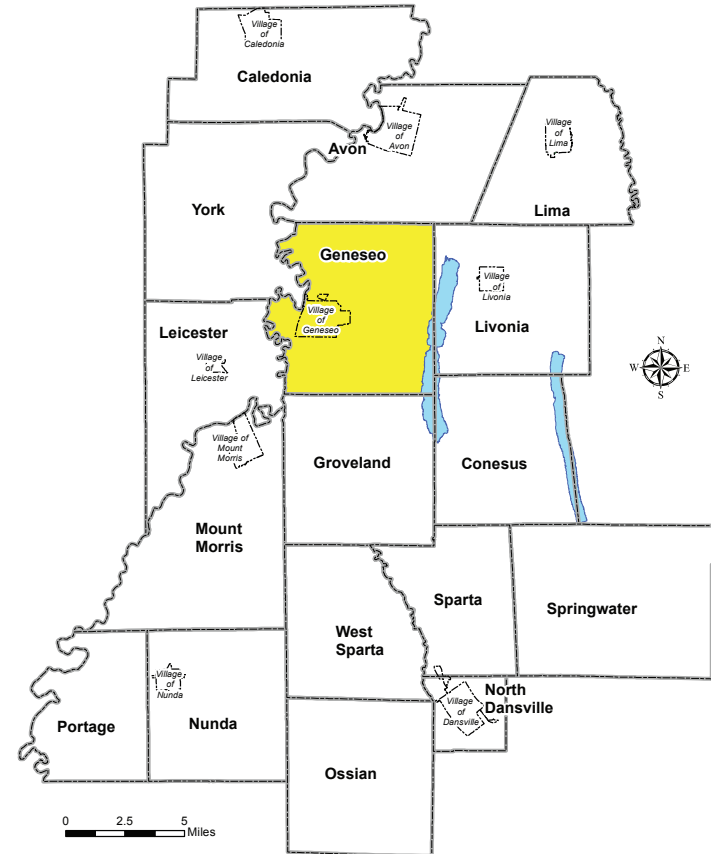 Village
of
Caledonia
Caledonia
Village
of
Avon
Avon
Village
of
Lima
Lima
York
Geneseo
Village
of
Geneseo
Village
of
Livonia
Livonia
Leicester
Village
of
Leicester
N
W
E
S
Village of
Mount
Morris
Groveland
Conesus
Mount
Morris
Sparta
Springwater
West
Sparta
Village
of
Nunda
Nunda
Portage
North
Dansville
Village
of
Dansville
Ossian
0 2.5 5
Miles